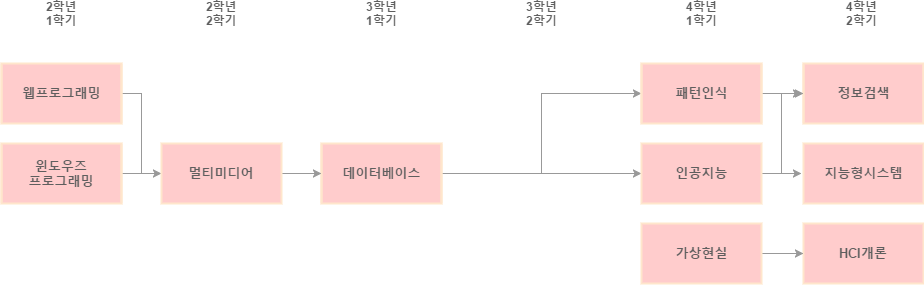 2학년
1학기
2학년
2학기
3학년
1학기
3학년
2학기
4학년
1학기
4학년
2학기
웹프로그래밍
패턴인식
정보검색
윈도우즈
프로그래밍
멀티미디어
데이터베이스
인공지능
지능형시스템
가상현실
HCI개론